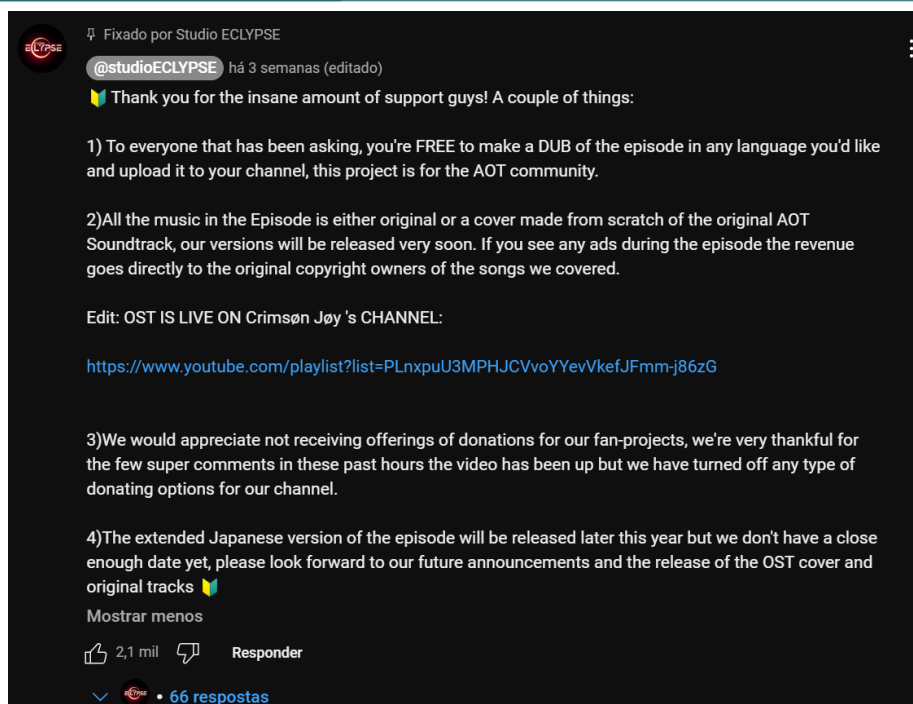 ECLYPSE
Fixado por Studio ECLYPSE
@studioECLYPSE há 3 semanas (editado)
🔰 Thank you for the insane amount of support guys! A couple of things:
1) To everyone that has been asking, you're FREE to make a DUB of the episode in any language you'd like
and upload it to your channel, this project is for the AOT community.
2)All the music in the Episode is either original or a cover made from scratch of the original AOT
Soundtrack, our versions will be released very soon. If you see any ads during the episode the revenue
goes directly to the original copyright owners of the songs we covered.
Edit: OST IS LIVE ON Crimsøn Jøy 's CHANNEL:
https://www.youtube.com/playlist?list=PLnxpuU3MPHJCVvoYYevVkefJFmm-j86zG
3)We would appreciate not receiving offerings of donations for our fan-projects, we're very thankful for
the few super comments in these past hours the video has been up but we have turned off any type of
donating options for our channel.
4)The extended Japanese version of the episode will be released later this year but we don't have a close
enough date yet, please look forward to our future announcements and the release of the OST cover and
original tracks 🔰
Mostrar menos
2,1 mil Responder
ECLYPSE • 66 respostas